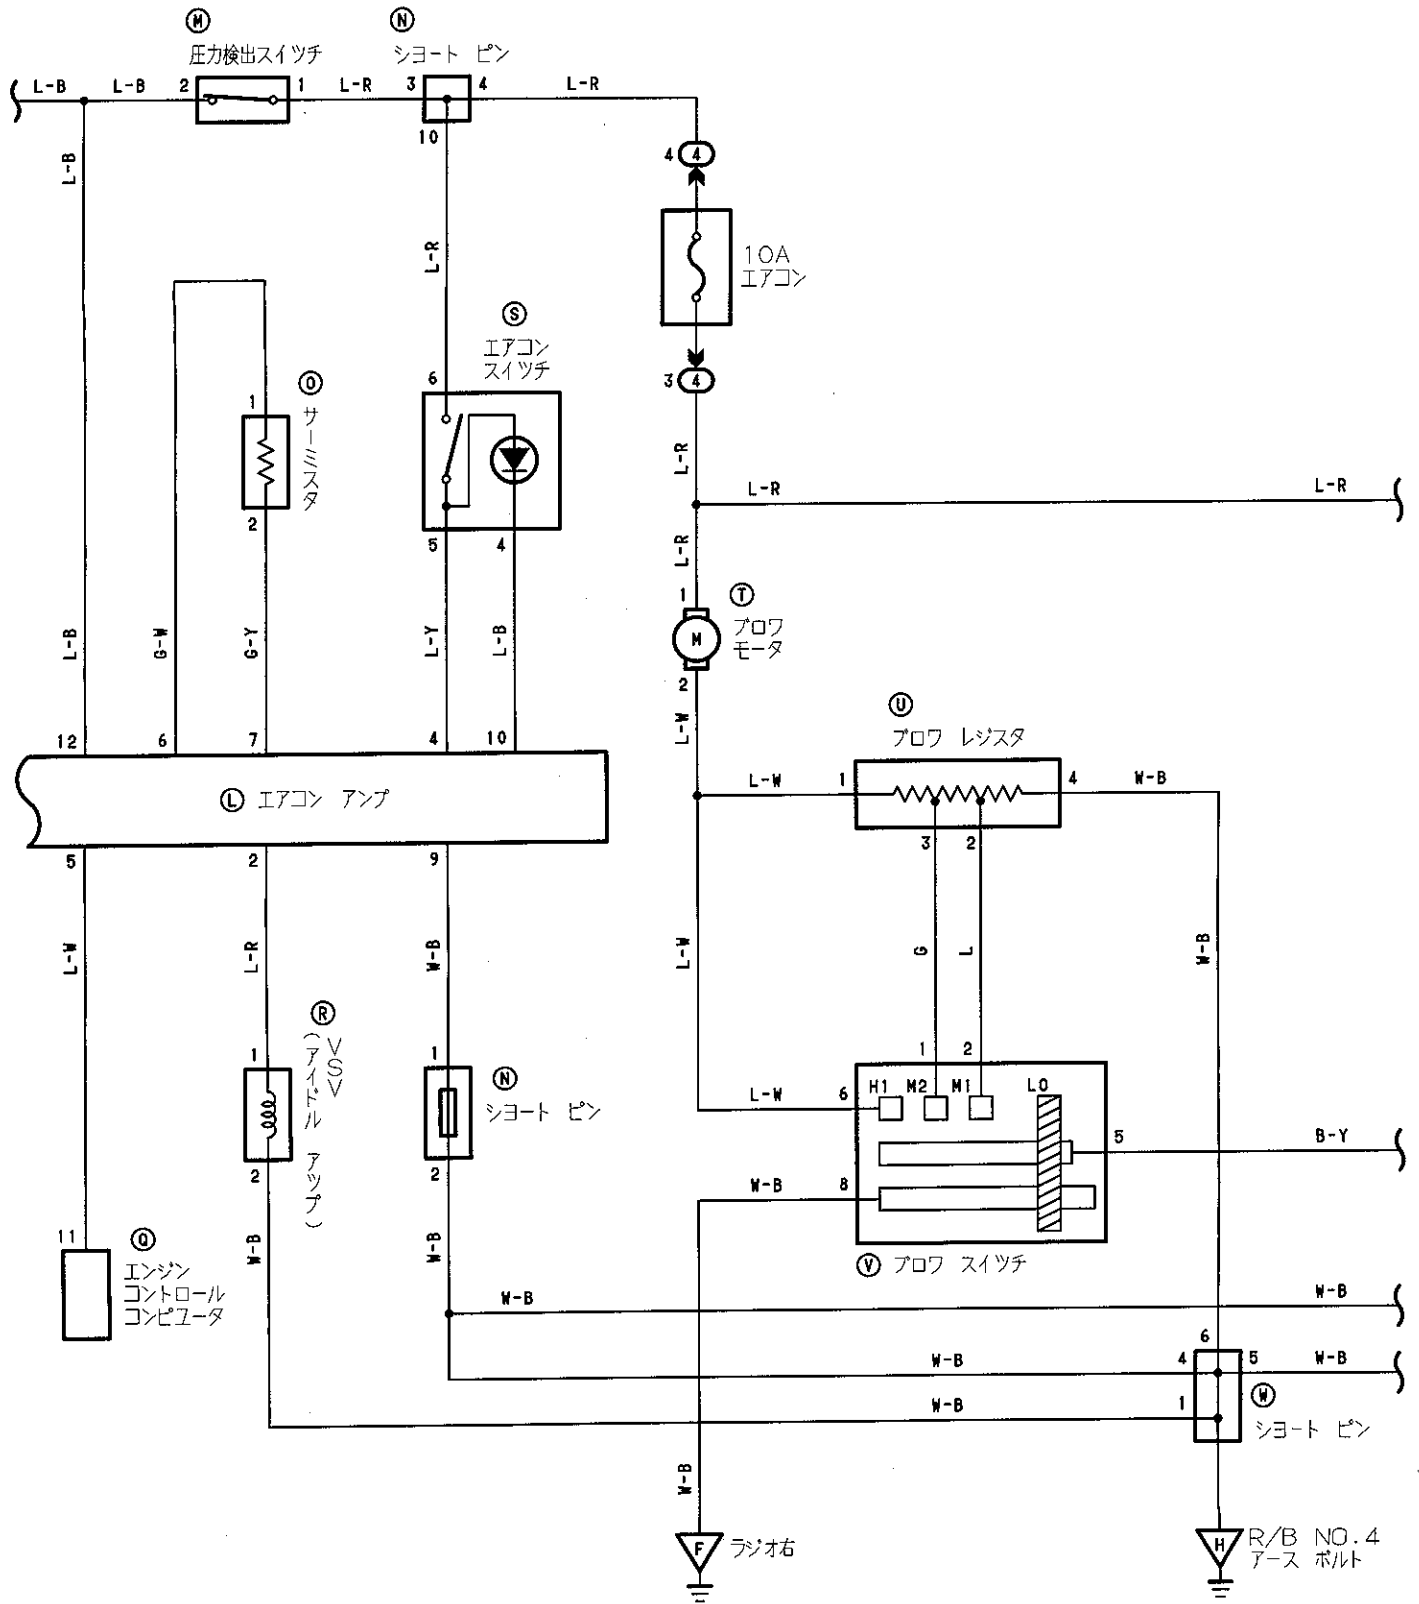 M
N
圧力検出スイツチ
シヨート ピン
L-B
L-B
2
1
L-R
3
4
L-R
10
L-B
4
4
L-R
10A
エアコン
S
エアコン
スイツチ
6
3
4
O
サーミスタ
1
2
5
4
L-R
L-R
L-R
L-R
L-B
G-W
G-Y
L-Y
L-B
1
T
ブロワ
モータ
M
2
L-W
U
ブロワ レジスタ
12
6
7
4
10
L エアコン アンプ
L-W
1
4
W-B
3
2
5
2
9
L-W
L-R
W-B
L-W
G
L
W-B
R
VSV
(アイドル アツプ)
1
2
1
2
N
シヨート ピン
1
2
L-W
6
H1
M2
M1
LO
5
B-Y
W-B
8
V ブロワ スイツチ
11
Q
エンジン
コントロール
コンピユータ
W-B
W-B
W-B
W-B
6
W-B
4
5
W-B
W-B
1
W
シヨート ピン
W-B
F
ラジオ右
H
R/B NO.4
アース ボルト